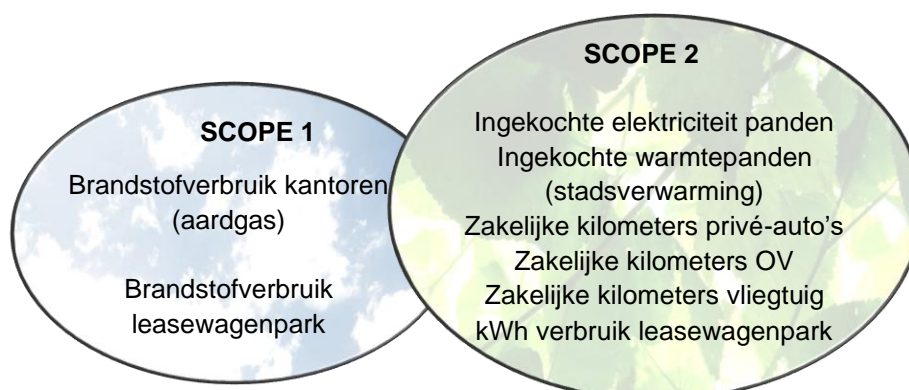 SCOPE 1
Brandstofverbruik kantoren
(aardgas)
Brandstofverbruik
leasewagenpark
SCOPE 2
Ingekochte elektriciteit panden
Ingekochte warmtepanden
(stadsverwarming)
Zakelijke kilometers privé-auto's
Zakelijke kilometers OV
Zakelijke kilometers vliegtuig
kWh verbruik leasewagenpark